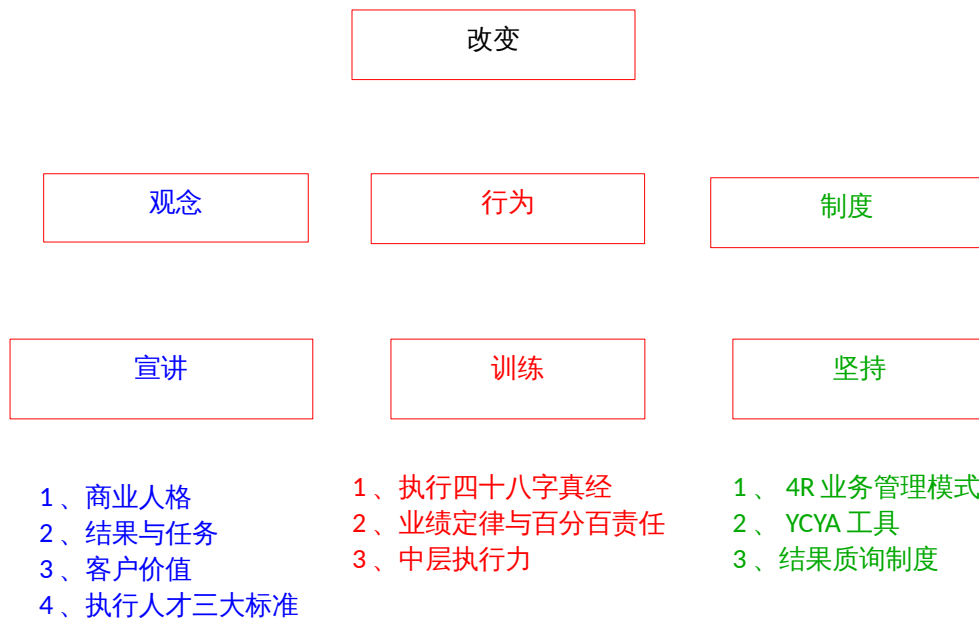 改变
观念
行为
制度
宣讲
训练
坚持
1、商业人格
2、结果与任务
3、客户价值
4、执行人才三大标准
1、执行四十八字真经
2、业绩定律与百分百责任
3、中层执行力
1、 4R 业务管理模式
2、 YCYA 工具
3、结果质询制度